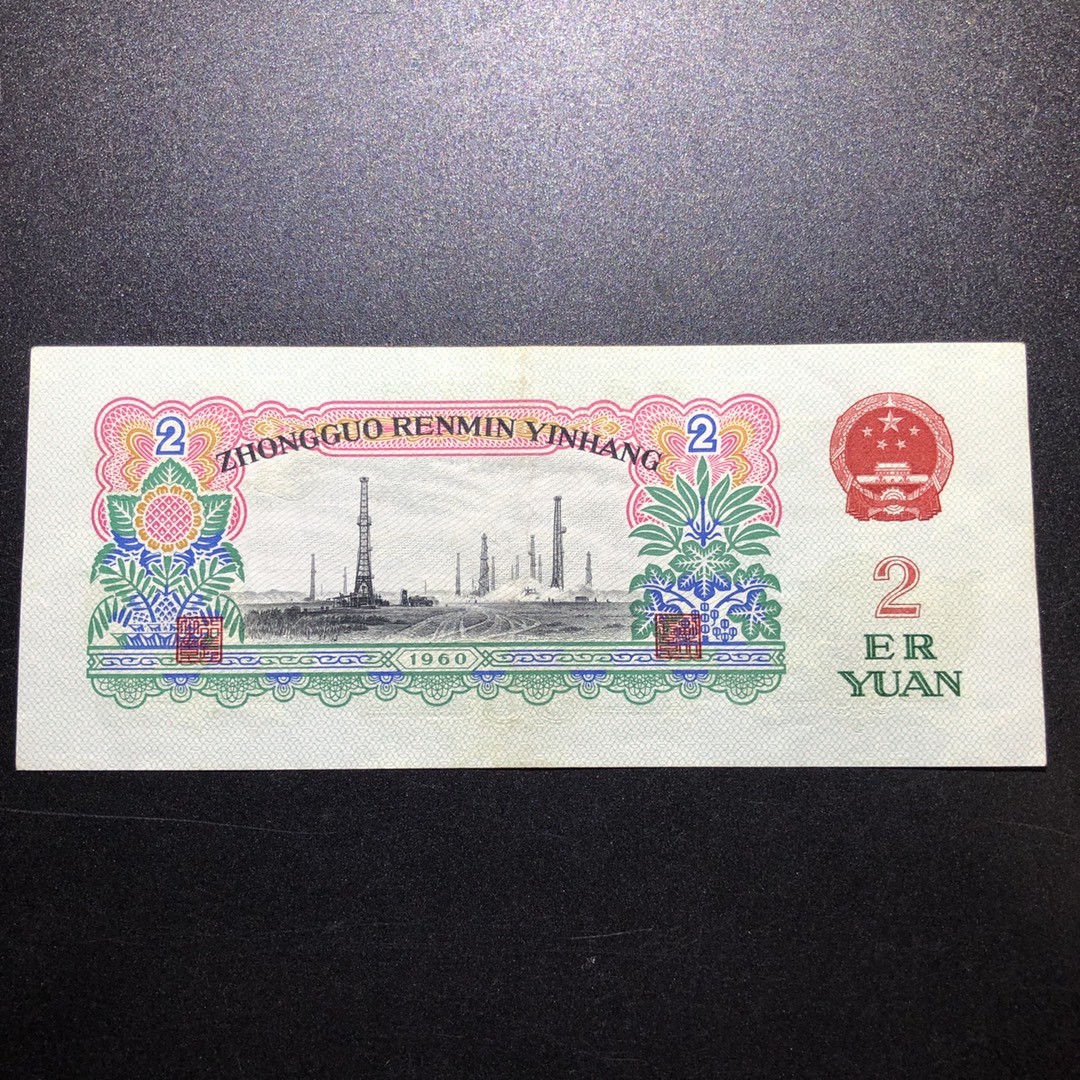 2
2
ZHONGGUO RENMIN YINHANG
1960
2
ER
YUAN